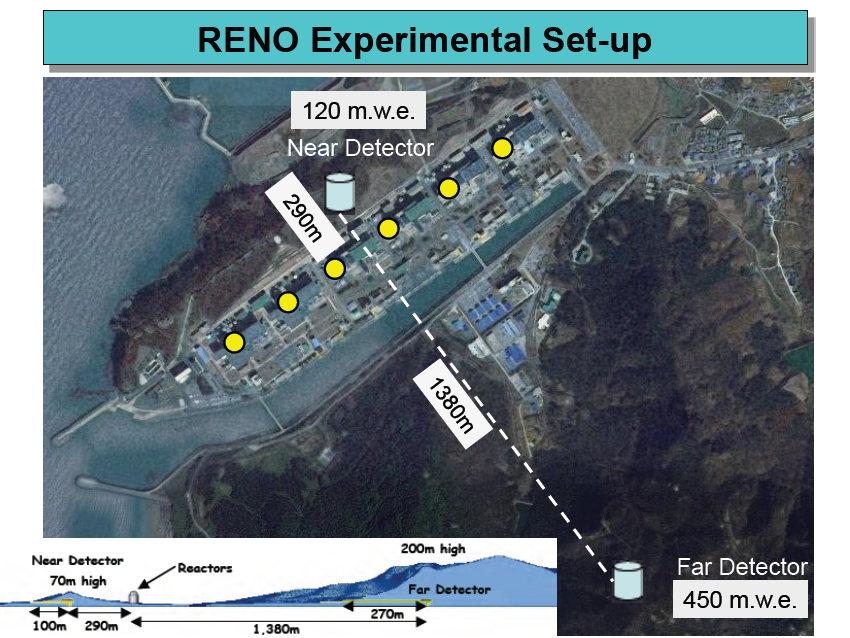 RENO Experimental Set-up
120 m.w.e.
Near Detector
290m
1380m
Far Detector
450 m.w.e.
Near Detector
70m high
Reactors
200m high
Far Detector
100m
290m
270m
1,380m